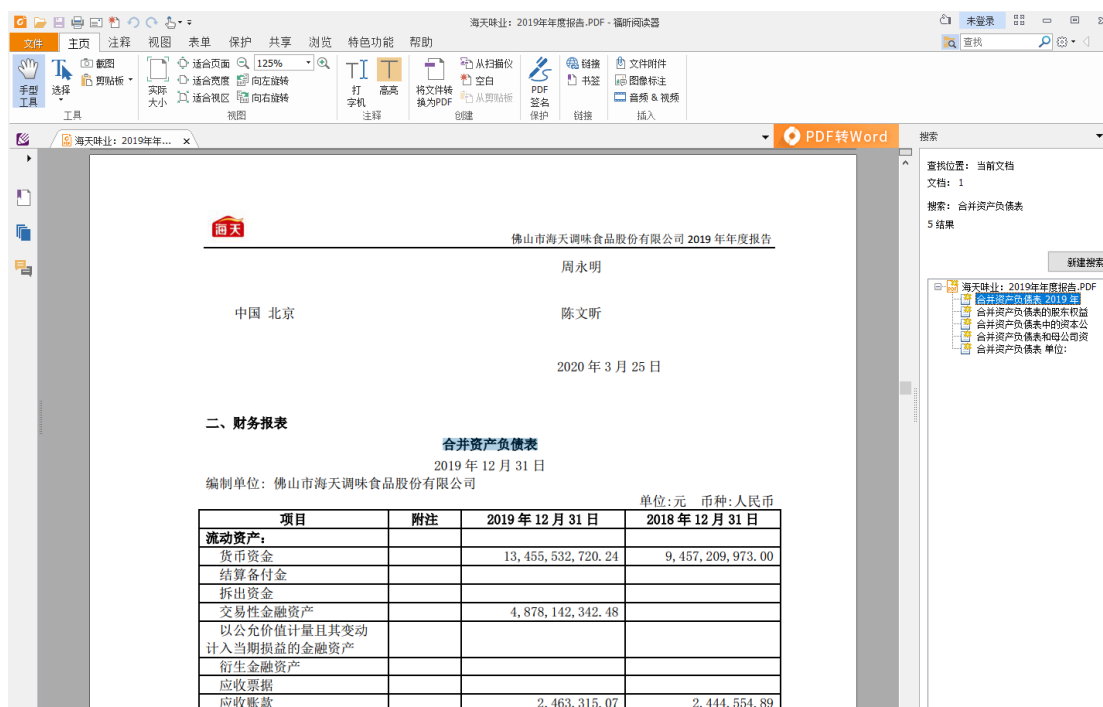 海天味业：2019年年度报告.PDF - 福昕阅读器
未登录
文件 主页 注释 视图 表单 保护 共享 浏览 特色功能 帮助
查找
手型工具
选择
截图
剪贴板
实际大小
适合页面
适合宽度
适合视区
125%
向左旋转
向右旋转
打字机
高亮
将文件转换为PDF
从扫描仪
空白
从剪贴板
PDF签名
链接
书签
文件附件
图像标注
音频 & 视频
工具 视图 注释 创建 保护 链接 插入
海天味业：2019年年...
PDF转Word
搜索
查找位置： 当前文档
文档： 1
搜索： 合并资产负债表
5 结果
新建搜索
海天味业：2019年年度报告.PDF
合并资产负债表 2019 年
合并资产负债表的股东权益
合并资产负债表中的资本公
合并资产负债表和母公司资
合并资产负债表 单位:
海天
佛山市海天调味食品股份有限公司 2019 年年度报告
周永明
中国 北京 陈文昕
2020 年 3 月 25 日
二、财务报表
合并资产负债表
2019 年 12 月 31 日
编制单位: 佛山市海天调味食品股份有限公司
单位:元 币种:人民币
项目 附注 2019 年 12 月 31 日 2018 年 12 月 31 日
流动资产:
货币资金 13,455,532,720.24 9,457,209,973.00
结算备付金
拆出资金
交易性金融资产 4,878,142,342.48
以公允价值计量且其变动
计入当期损益的金融资产
衍生金融资产
应收票据
应收账款 2,463,315.07 2,444,554.89